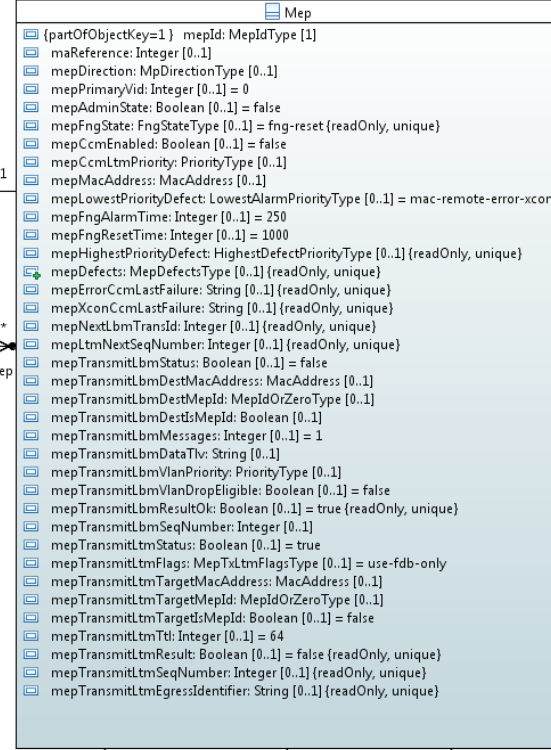 Mep
{partOfObjectKey=1 } mepId: MepIdType [1]
maReference: Integer [0..1]
mepDirection: MpDirectionType [0..1]
mepPrimaryVid: Integer [0..1] = 0
mepAdminState: Boolean [0..1] = false
mepFngState: FngStateType [0..1] = fng-reset {readOnly, unique}
mepCcmEnabled: Boolean [0..1] = false
mepCcmLtmPriority: PriorityType [0..1]
1
mepMacAddress: MacAddress [0..1]
mepLowestPriorityDefect: LowestAlarmPriorityType [0..1] = mac-remote-error-xcon
mepFngAlarmTime: Integer [0..1] = 250
mepFngResetTime: Integer [0..1] = 1000
mepHighestPriorityDefect: HighestDefectPriorityType [0..1] {readOnly, unique}
mepDefects: MepDefectsType [0..1] {readOnly, unique}
mepErrorCcmLastFailure: String [0..1] {readOnly, unique}
mepXconCcmLastFailure: String [0..1] {readOnly, unique}
*
mepNextLbmTransId: Integer [0..1] {readOnly, unique}
mepLtmNextSeqNumber: Integer [0..1] {readOnly, unique}
mepTransmitLbmStatus: Boolean [0..1] = false
ep
mepTransmitLbmDestMacAddress: MacAddress [0..1]
mepTransmitLbmDestMepId: MepIdOrZeroType [0..1]
mepTransmitLbmDestIsMepId: Boolean [0..1]
mepTransmitLbmMessages: Integer [0..1] = 1
mepTransmitLbmDataTlv: String [0..1]
mepTransmitLbmVlanPriority: PriorityType [0..1]
mepTransmitLbmVlanDropEligible: Boolean [0..1] = false
mepTransmitLbmResultOk: Boolean [0..1] = true {readOnly, unique}
mepTransmitLbmSeqNumber: Integer [0..1]
mepTransmitLtmStatus: Boolean [0..1] = true
mepTransmitLtmFlags: MepTxLtmFlagsType [0..1] = use-fdb-only
mepTransmitLtmTargetMacAddress: MacAddress [0..1]
mepTransmitLtmTargetMepId: MepIdOrZeroType [0..1]
mepTransmitLtmTargetIsMepId: Boolean [0..1] = false
mepTransmitLtmTtl: Integer [0..1] = 64
mepTransmitLtmResult: Boolean [0..1] = false {readOnly, unique}
mepTransmitLtmSeqNumber: Integer [0..1] {readOnly, unique}
mepTransmitLtmEgressIdentifier: String [0..1] {readOnly, unique}